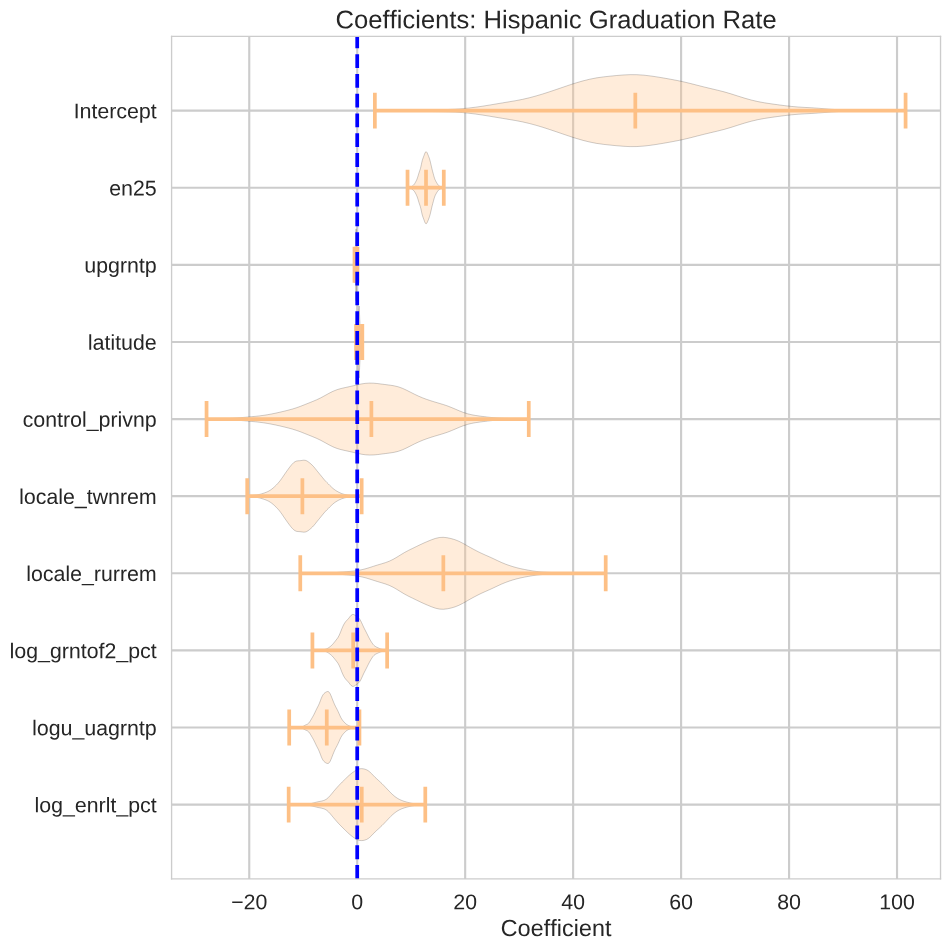 Coefficients: Hispanic Graduation Rate
Intercept
en25
upgrntp
latitude
control_privnp
locale_twnrem
locale_rurrem
log_grntof2_pct
logu_uagrntp
log_enrlt_pct
−20 0 20 40 60 80 100
Coefficient